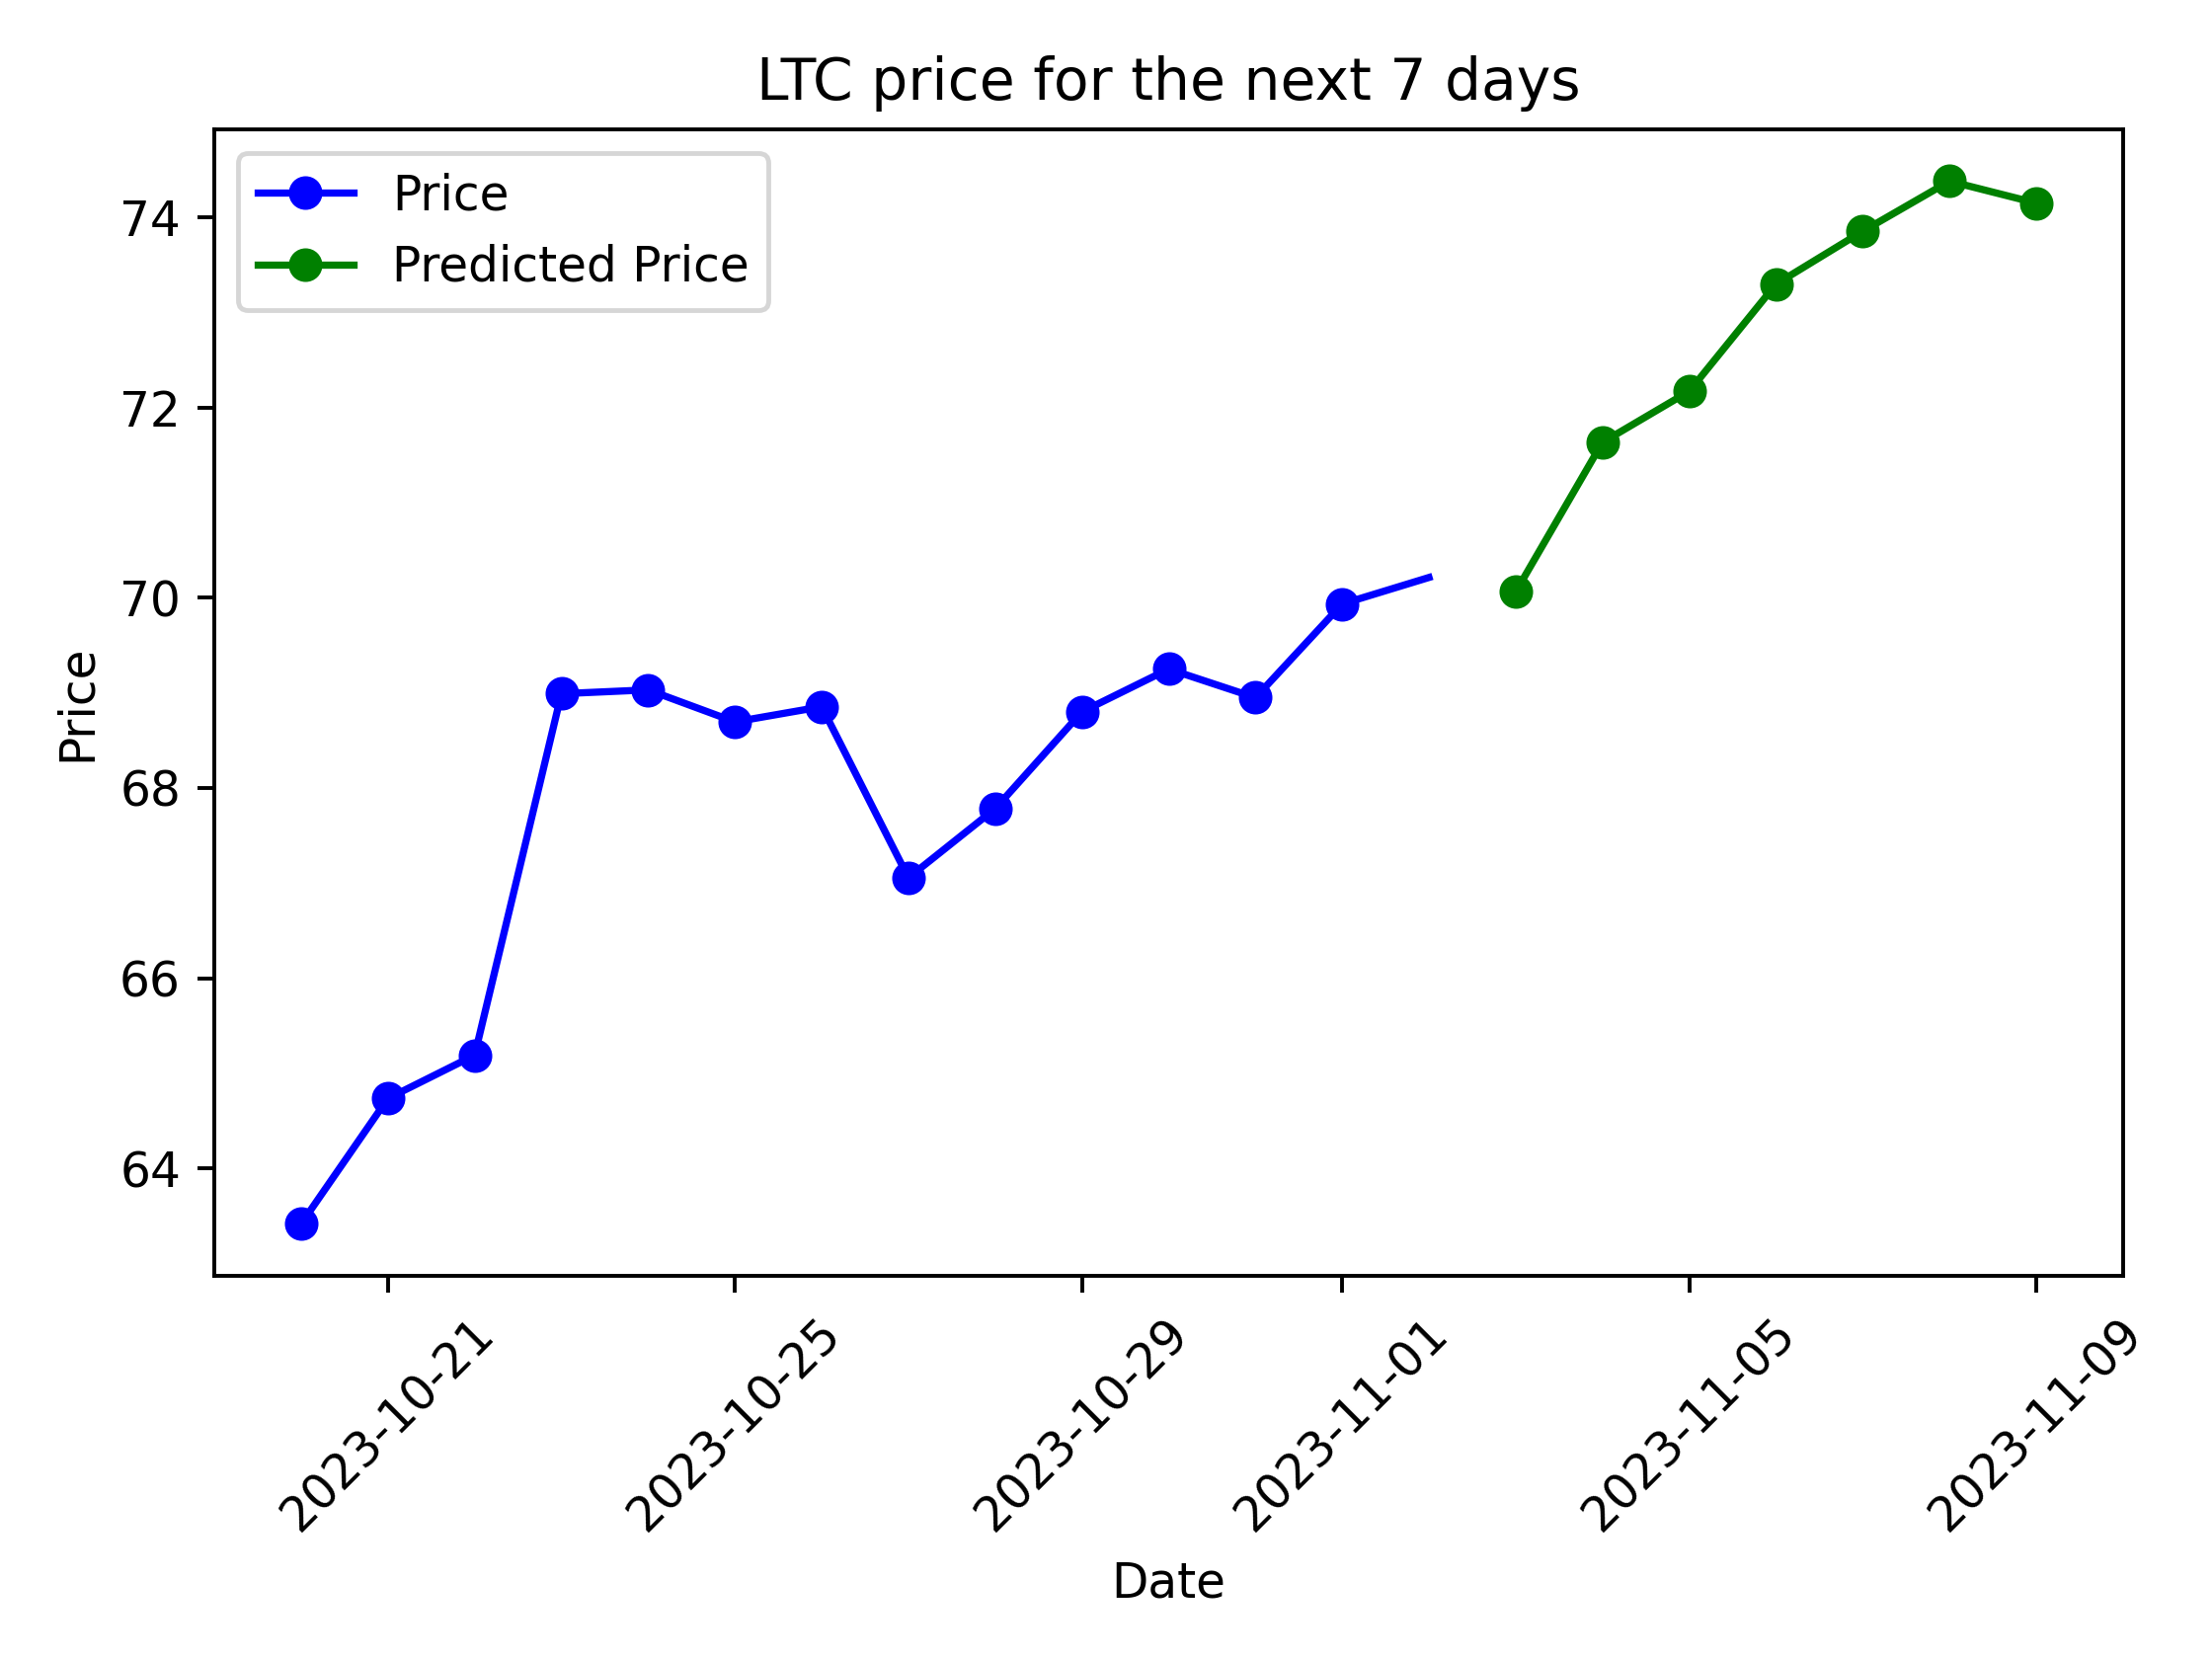 LTC price for the next 7 days
Price
Predicted Price
74
72
70
68
66
64
Price
2023-10-21
2023-10-25
2023-10-29
2023-11-01
2023-11-05
2023-11-09
Date